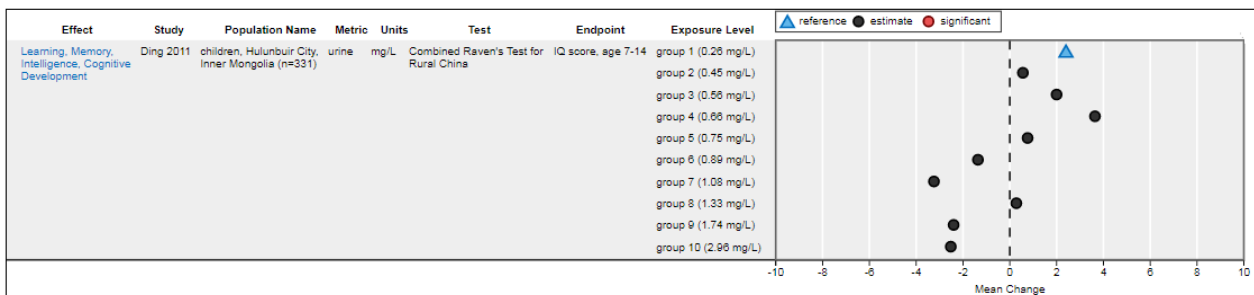 reference estimate significant
Effect Study Population Name Metric Units Test Endpoint Exposure Level
Learning, Memory, Intelligence, Cognitive Development Ding 2011 children, Hulunbuir City, Inner Mongolia (n=331) urine mg/L Combined Raven's Test for Rural China IQ score, age 7-14 group 1 (0.26 mg/L)
group 2 (0.45 mg/L)
group 3 (0.56 mg/L)
group 4 (0.66 mg/L)
group 5 (0.75 mg/L)
group 6 (0.89 mg/L)
group 7 (1.08 mg/L)
group 8 (1.33 mg/L)
group 9 (1.74 mg/L)
group 10 (2.96 mg/L)
-10 -8 -6 -4 -2 0 2 4 6 8 10
Mean Change